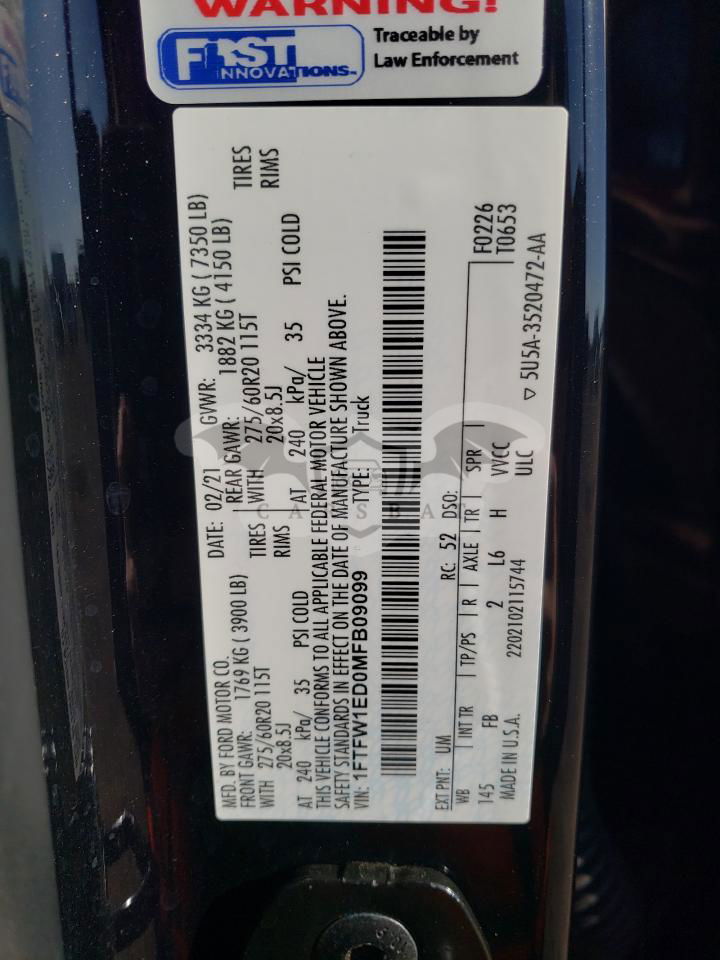 WARNING!
FIRST
INNOVATIONS
Traceable by
Law Enforcement
MFD. BY FORD MOTOR CO.
DATE: 02/21 GVWR: 3334 KG ( 7350 LB)
FRONT GAWR: 1769 KG ( 3900 LB)
REAR GAWR: 1882 KG ( 4150 LB)
WITH 275/60R20 115T TIRES
WITH 275/60R20 115T TIRES
20x8.5J RIMS
20x8.5J RIMS
AT 240 kPa/ 35 PSI COLD
AT 240 kPa/ 35 PSI COLD
THIS VEHICLE CONFORMS TO ALL APPLICABLE FEDERAL MOTOR VEHICLE
SAFETY STANDARDS IN EFFECT ON THE DATE OF MANUFACTURE SHOWN ABOVE.
VIN: 1FTFW1ED0MFB09099 TYPE: Truck
EXT PNT: UM RC: 52 DSO:
WB INT TR TP/PS R AXLE TR SPR
145 FB 2 L6 H VVCC
F0226
T0653
MADE IN U.S.A. 2202102115744 ULC
▽ 5U5A-3520472-AA